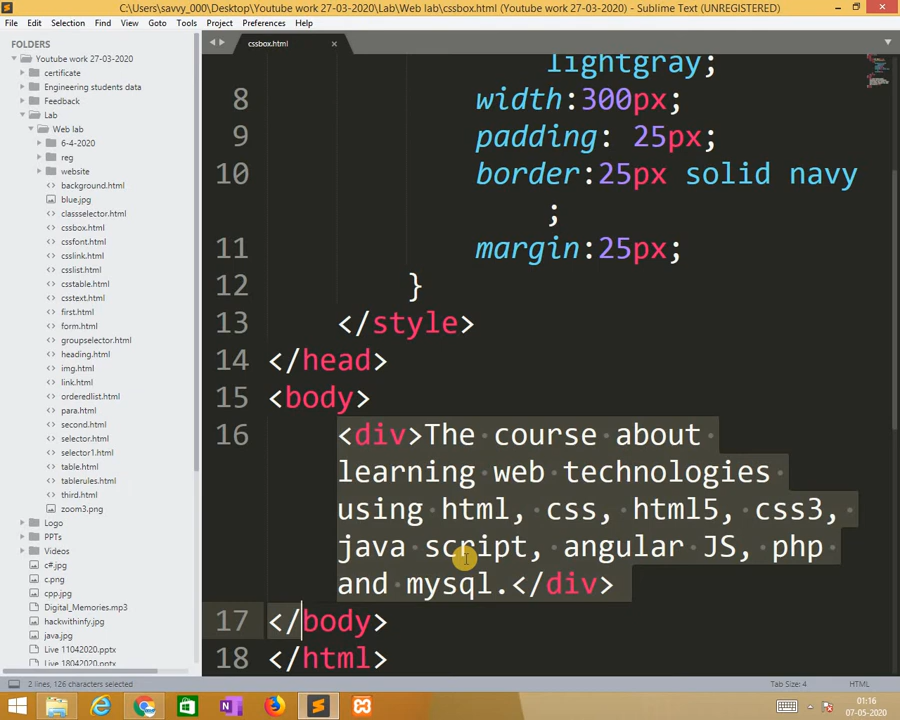 C:\Users\savvy_000\Desktop\Youtube work 27-03-2020\Lab\Web lab\cssbox.html (Youtube work 27-03-2020) - Sublime Text (UNREGISTERED)
File Edit Selection Find View Goto Tools Project Preferences Help
FOLDERS
Youtube work 27-03-2020
certificate
Engineering students data
Feedback
Lab
Web lab
6-4-2020
reg
website
background.html
blue.jpg
classselector.html
cssbox.html
cssfont.html
csslink.html
csslist.html
csstable.html
csstext.html
first.html
form.html
groupselector.html
heading.html
img.html
link.html
orderedlist.html
para.html
second.html
selector.html
selector1.html
table.html
tablerules.html
third.html
zoom3.png
Logo
PPTs
Videos
c#.jpg
c.png
cpp.jpg
Digital_Memories.mp3
hackwithinfy.jpg
java.jpg
Live 11042020.pptx
Live 18042020.pptx
cssbox.html
lightgray;
8 width:300px;
9 padding: 25px;
10 border:25px solid navy
;
11 margin:25px;
12 }
13 </style>
14 </head>
15 <body>
16 <div>The course about
learning web technologies
using html, css, html5, css3,
java script, angular JS, php
and mysql.</div>
17 </body>
18 </html>
2 lines, 126 characters selected
Tab Size: 4
HTML
01:16
07-05-2020